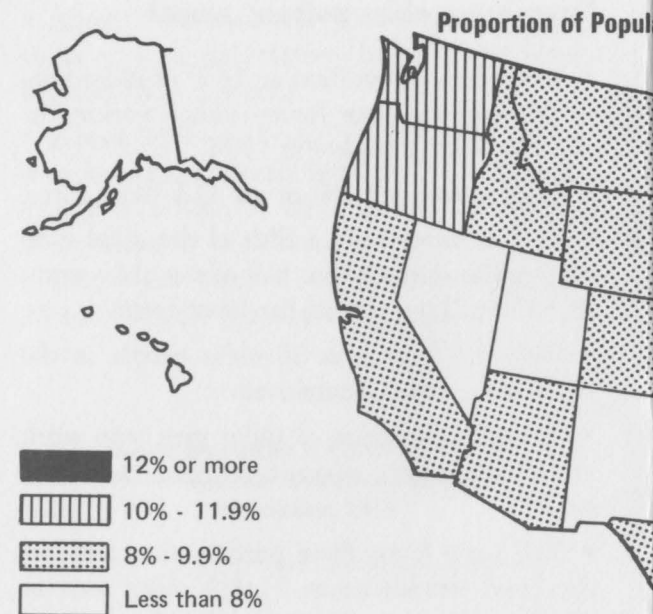 Proportion of Popul
12% or more
10% - 11.9%
8% - 9.9%
Less than 8%